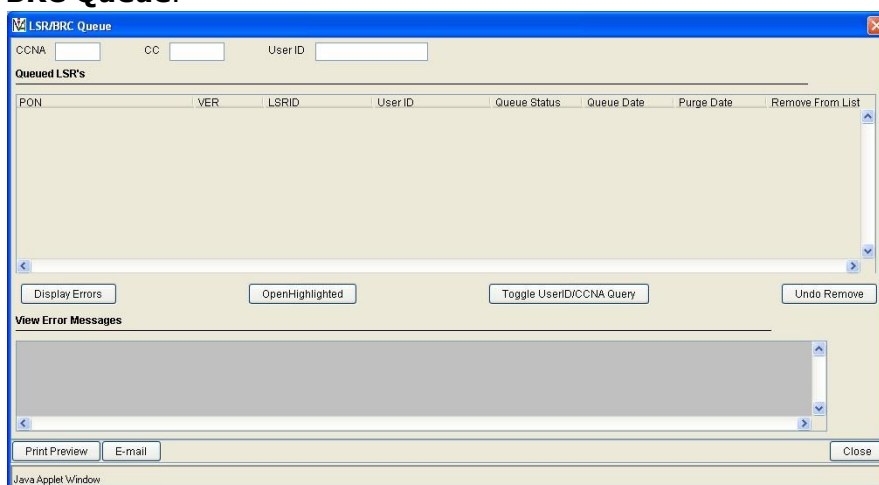 BRC Queue.
LSR/BRC Queue
CCNA CC User ID
Queued LSR's
PON VER LSRID User ID Queue Status Queue Date Purge Date Remove From List
Display Errors OpenHighlighted Toggle UserID/CCNA Query Undo Remove
View Error Messages
Print Preview E-mail Close
Java Applet Window